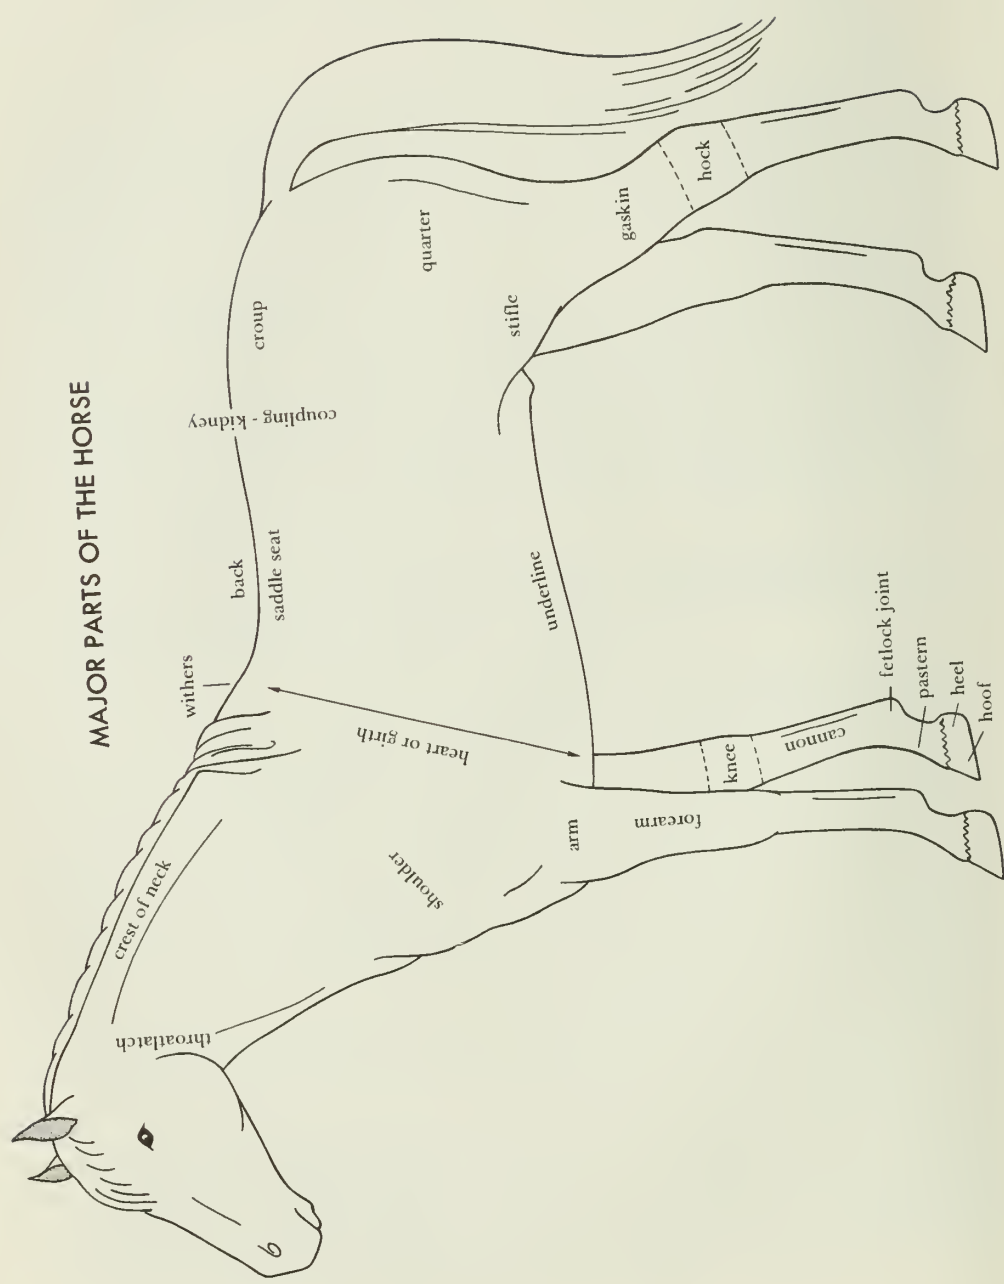 MAJOR PARTS OF THE HORSE
crest of neck
throatlatch
withers
back
saddle seat
coupling - kidney
croup
quarter
shoulder
heart or girth
underline
stifle
gaskin
hock
arm
forearm
knee
cannon
fetlock joint
pastern
heel
hoof